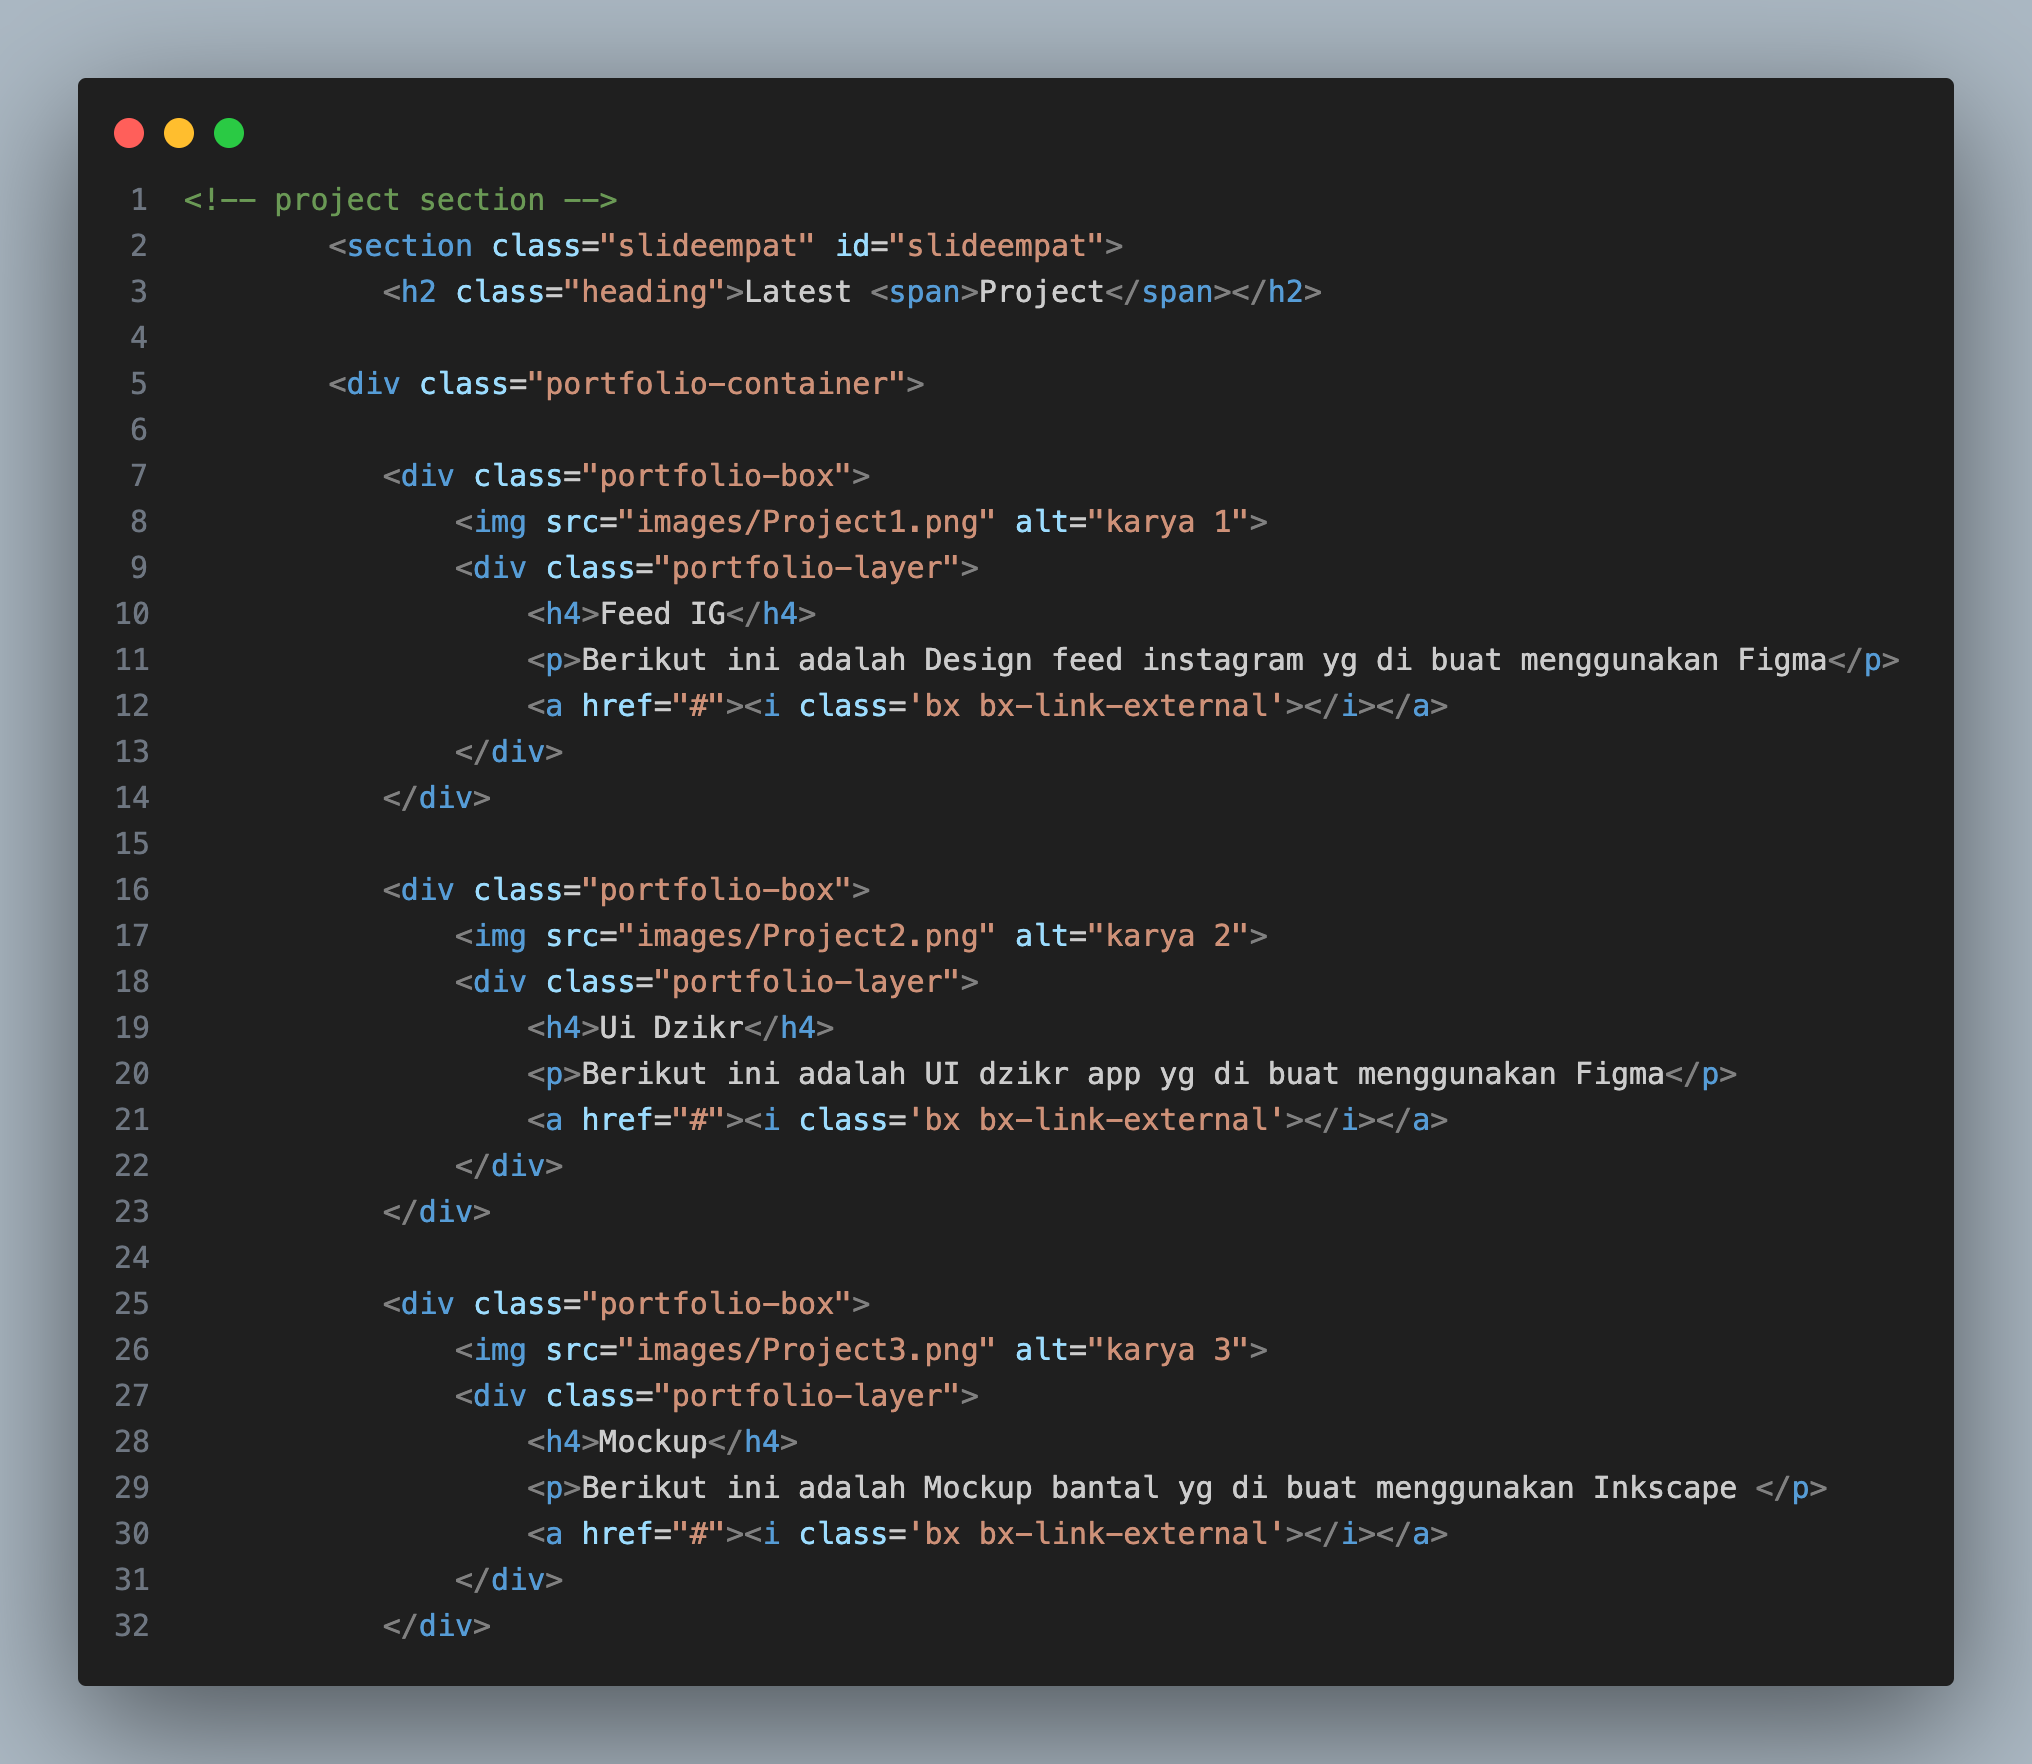 1 <!-- project section -->
2         <section class="slideempat" id="slideempat">
3            <h2 class="heading">Latest <span>Project</span></h2>
4
5         <div class="portfolio-container">
6
7            <div class="portfolio-box">
8                <img src="images/Project1.png" alt="karya 1">
9                <div class="portfolio-layer">
10                    <h4>Feed IG</h4>
11                    <p>Berikut ini adalah Design feed instagram yg di buat menggunakan Figma</p>
12                    <a href="#"><i class='bx bx-link-external'></i></a>
13                </div>
14            </div>
15
16            <div class="portfolio-box">
17                <img src="images/Project2.png" alt="karya 2">
18                <div class="portfolio-layer">
19                    <h4>Ui Dzikr</h4>
20                    <p>Berikut ini adalah UI dzikr app yg di buat menggunakan Figma</p>
21                    <a href="#"><i class='bx bx-link-external'></i></a>
22                </div>
23            </div>
24
25            <div class="portfolio-box">
26                <img src="images/Project3.png" alt="karya 3">
27                <div class="portfolio-layer">
28                    <h4>Mockup</h4>
29                    <p>Berikut ini adalah Mockup bantal yg di buat menggunakan Inkscape </p>
30                    <a href="#"><i class='bx bx-link-external'></i></a>
31                </div>
32            </div>